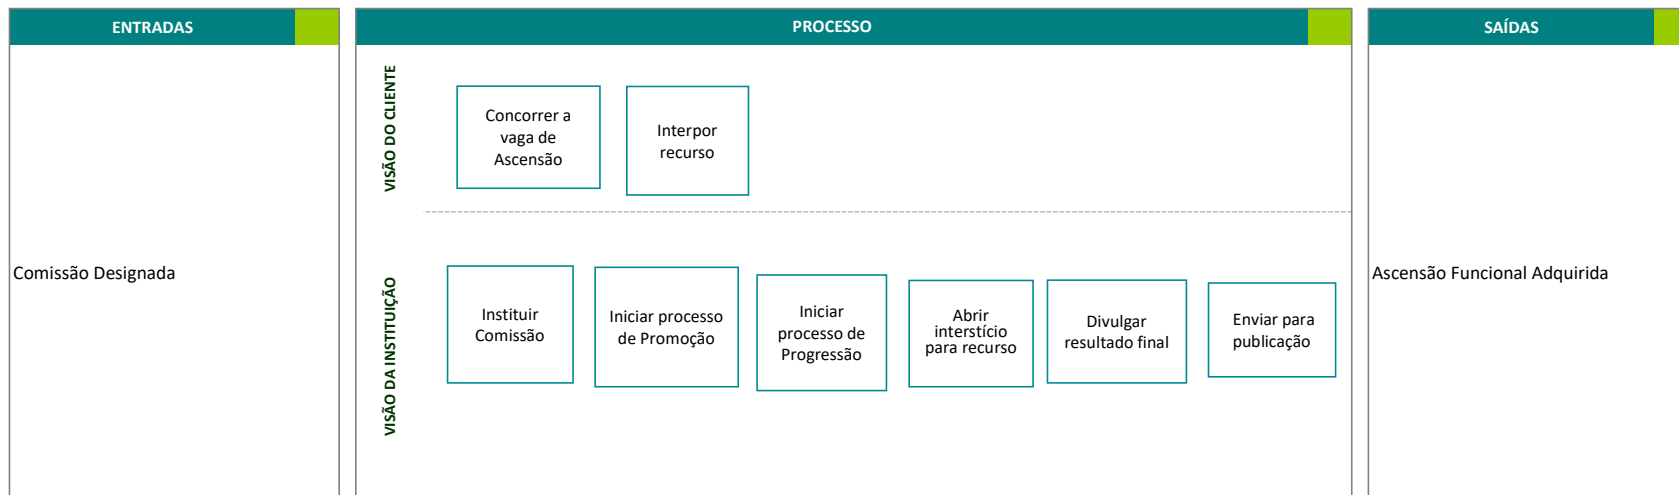 ENTRADAS
PROCESSO
SAÍDAS
VISÃO DO CLIENTE
Concorrer a
vaga de
Ascensão
Interpor
recurso
Comissão Designada
VISÃO DA INSTITUIÇÃO
Instituir
Comissão
Iniciar processo
de Promoção
Iniciar
processo de
Progressão
Abrir
interstício
para recurso
Divulgar
resultado final
Enviar para
publicação
Ascensão Funcional Adquirida